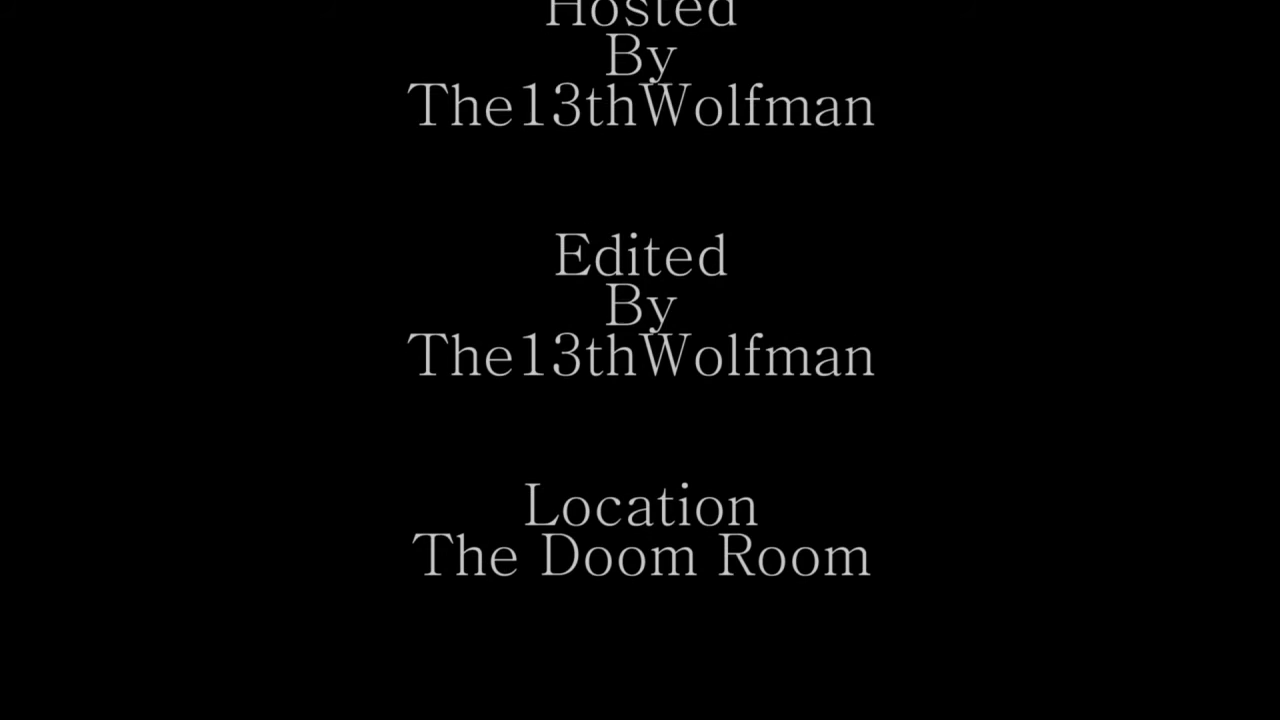 Hosted
By
The13thWolfman
Edited
By
The13thWolfman
Location
The Doom Room